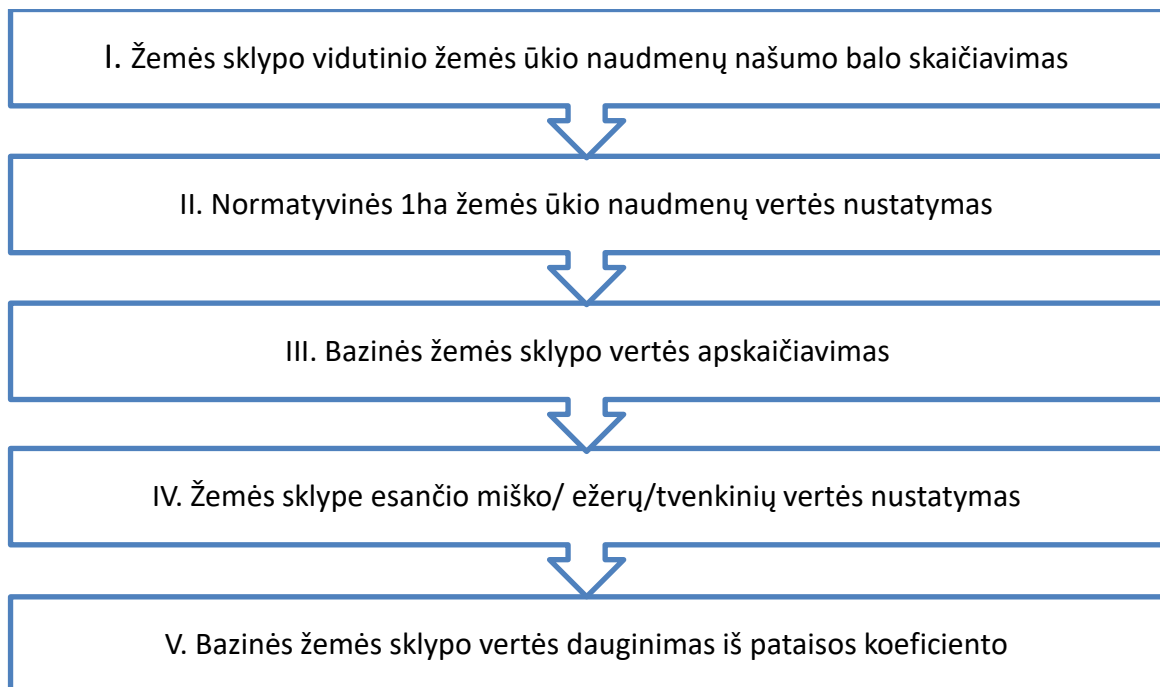 I. Žemės sklypo vidutinio žemės ūkio naudmenų našumo balo skaičiavimas
II. Normatyvinės 1ha žemės ūkio naudmenų vertės nustatymas
III. Bazinės žemės sklypo vertės apskaičiavimas
IV. Žemės sklype esančio miško/ ežerų/tvenkinių vertės nustatymas
V. Bazinės žemės sklypo vertės dauginimas iš pataisos koeficiento